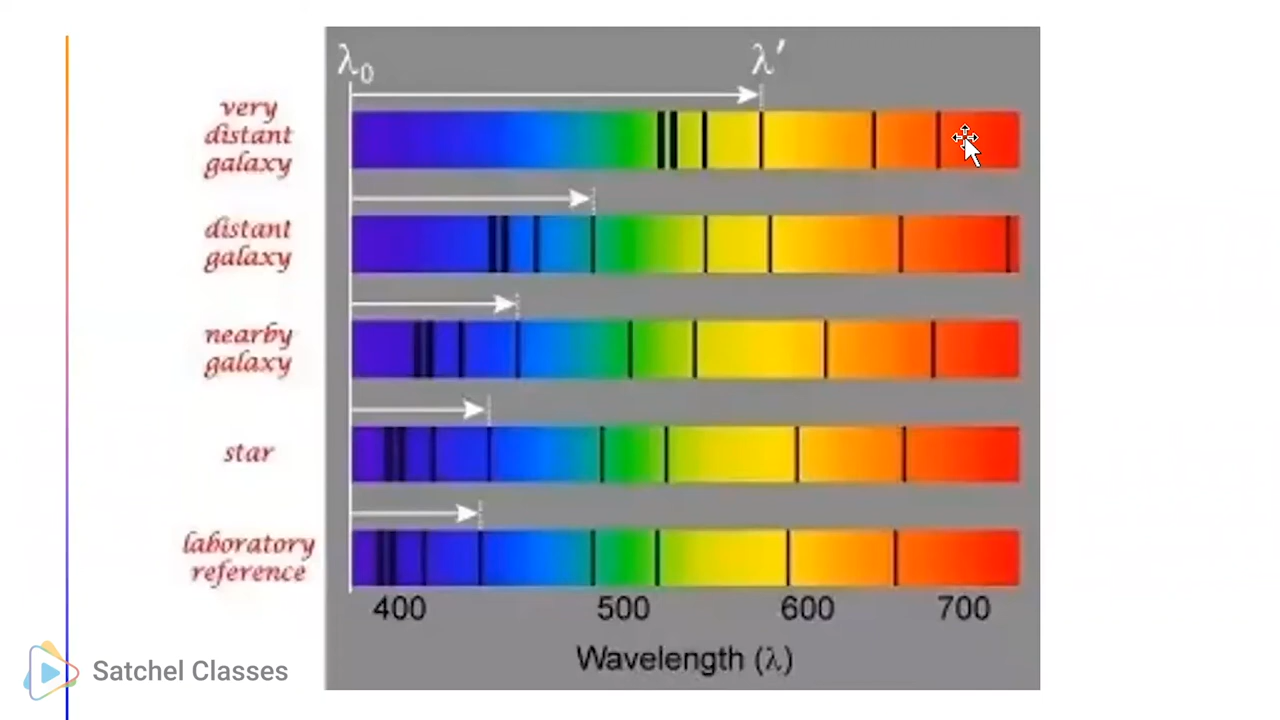 λ₀ λ′
very
distant
galaxy
distant
galaxy
nearby
galaxy
star
laboratory
reference
400 500 600 700
Wavelength (λ)
Satchel Classes